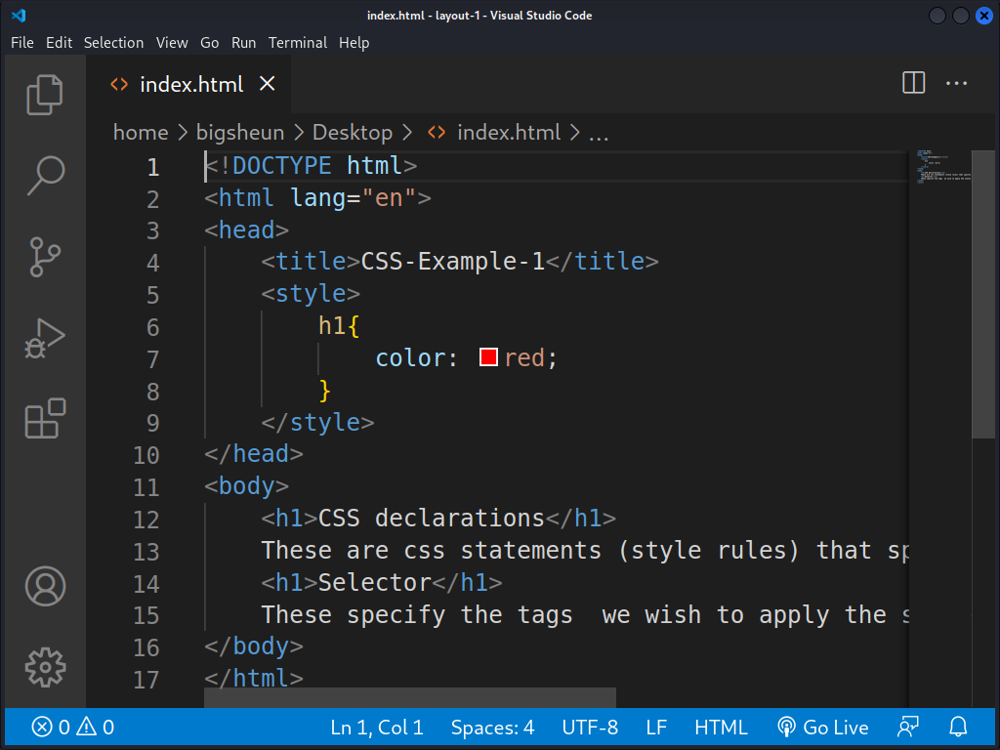 index.html - layout-1 - Visual Studio Code
File Edit Selection View Go Run Terminal Help
<> index.html
home > bigsheun > Desktop > <> index.html > ...
1 <!DOCTYPE html>
2 <html lang="en">
3 <head>
4 <title>CSS-Example-1</title>
5 <style>
6 h1{
7 color: red;
8 }
9 </style>
10 </head>
11 <body>
12 <h1>CSS declarations</h1>
13 These are css statements (style rules) that sp
14 <h1>Selector</h1>
15 These specify the tags  we wish to apply the s
16 </body>
17 </html>
0 0 Ln 1, Col 1 Spaces: 4 UTF-8 LF HTML Go Live